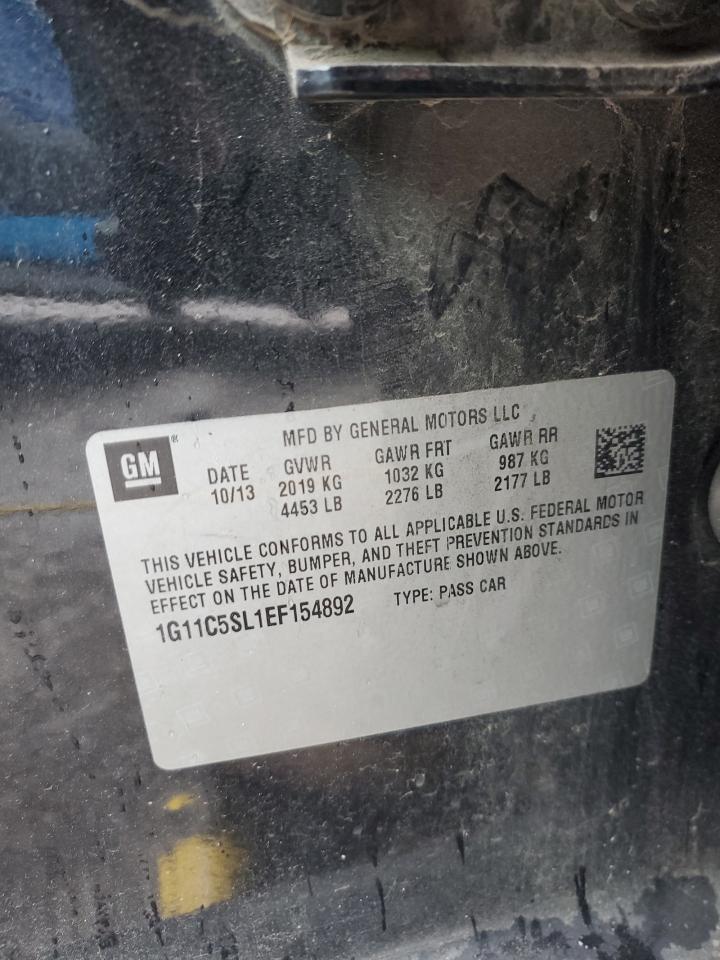 GM ®
MFD BY GENERAL MOTORS LLC
DATE GVWR GAWR FRT GAWR RR
10/13 2019 KG 1032 KG 987 KG
4453 LB 2276 LB 2177 LB
THIS VEHICLE CONFORMS TO ALL APPLICABLE U.S. FEDERAL MOTOR
VEHICLE SAFETY, BUMPER, AND THEFT PREVENTION STANDARDS IN
EFFECT ON THE DATE OF MANUFACTURE SHOWN ABOVE.
1G11C5SL1EF154892 TYPE: PASS CAR